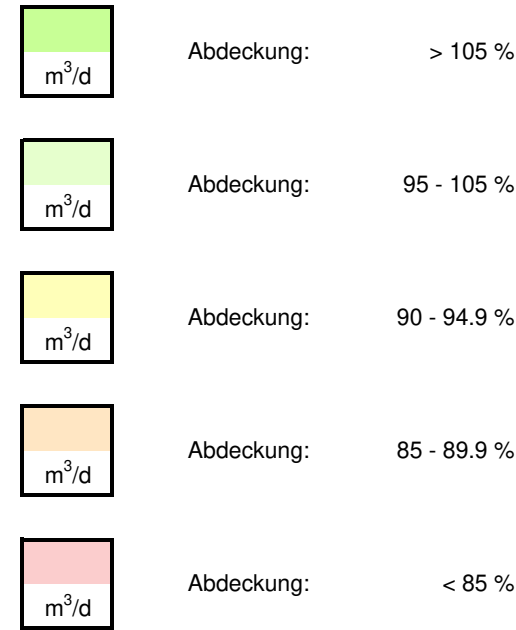 m³/d Abdeckung: > 105 %
m³/d Abdeckung: 95 - 105 %
m³/d Abdeckung: 90 - 94.9 %
m³/d Abdeckung: 85 - 89.9 %
m³/d Abdeckung: < 85 %